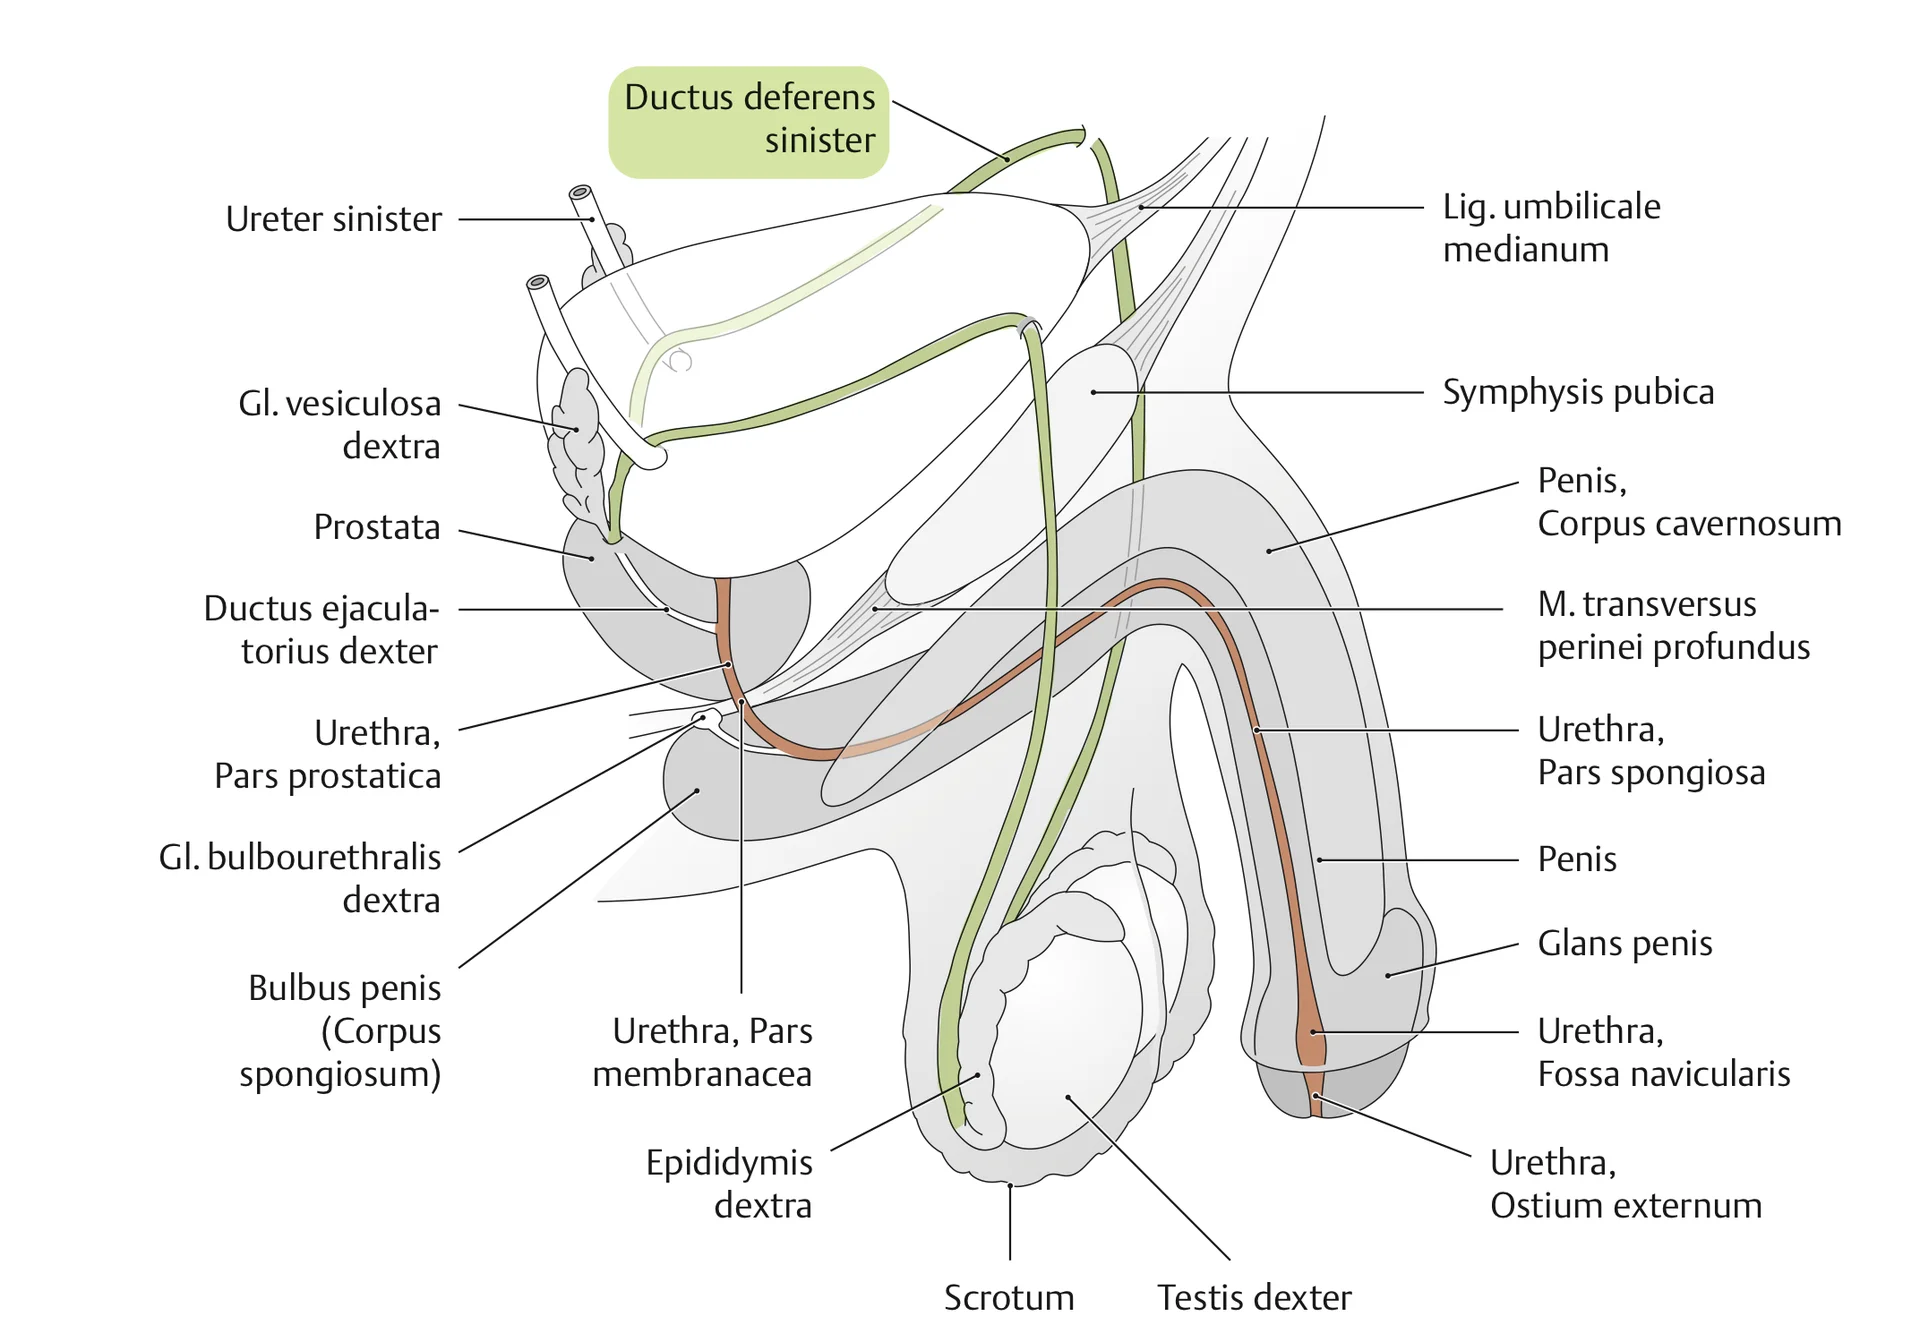 Ductus deferens
sinister
Ureter sinister
Gl. vesiculosa
dextra
Prostata
Ductus ejacula-
torius dexter
Urethra,
Pars prostatica
Gl. bulbourethralis
dextra
Bulbus penis
(Corpus
spongiosum)
Urethra, Pars
membranacea
Epididymis
dextra
Scrotum
Testis dexter
Lig. umbilicale
medianum
Symphysis pubica
Penis,
Corpus cavernosum
M. transversus
perinei profundus
Urethra,
Pars spongiosa
Penis
Glans penis
Urethra,
Fossa navicularis
Urethra,
Ostium externum